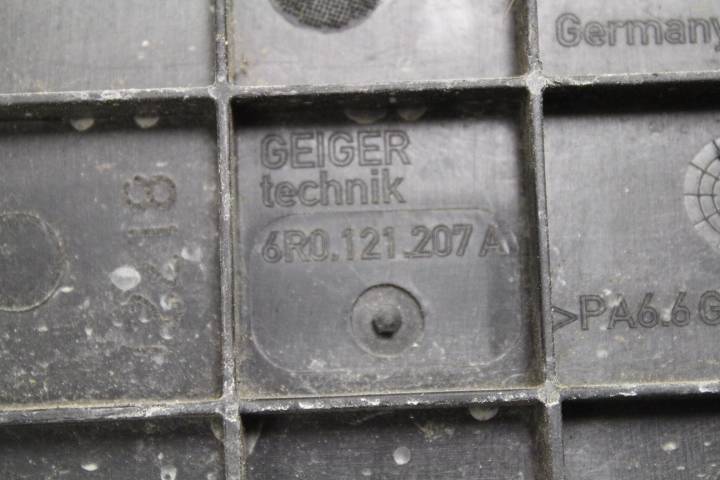 Germany
GEIGER
technik
6R0.121.207 A
>PA6.6 G